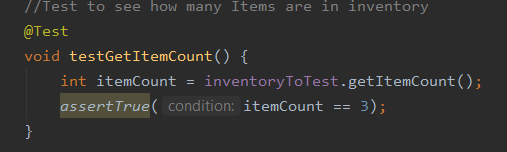 //Test to see how many Items are in inventory
@Test
void testGetItemCount() {
int itemCount = inventoryToTest.getItemCount();
assertTrue( condition: itemCount == 3);
}